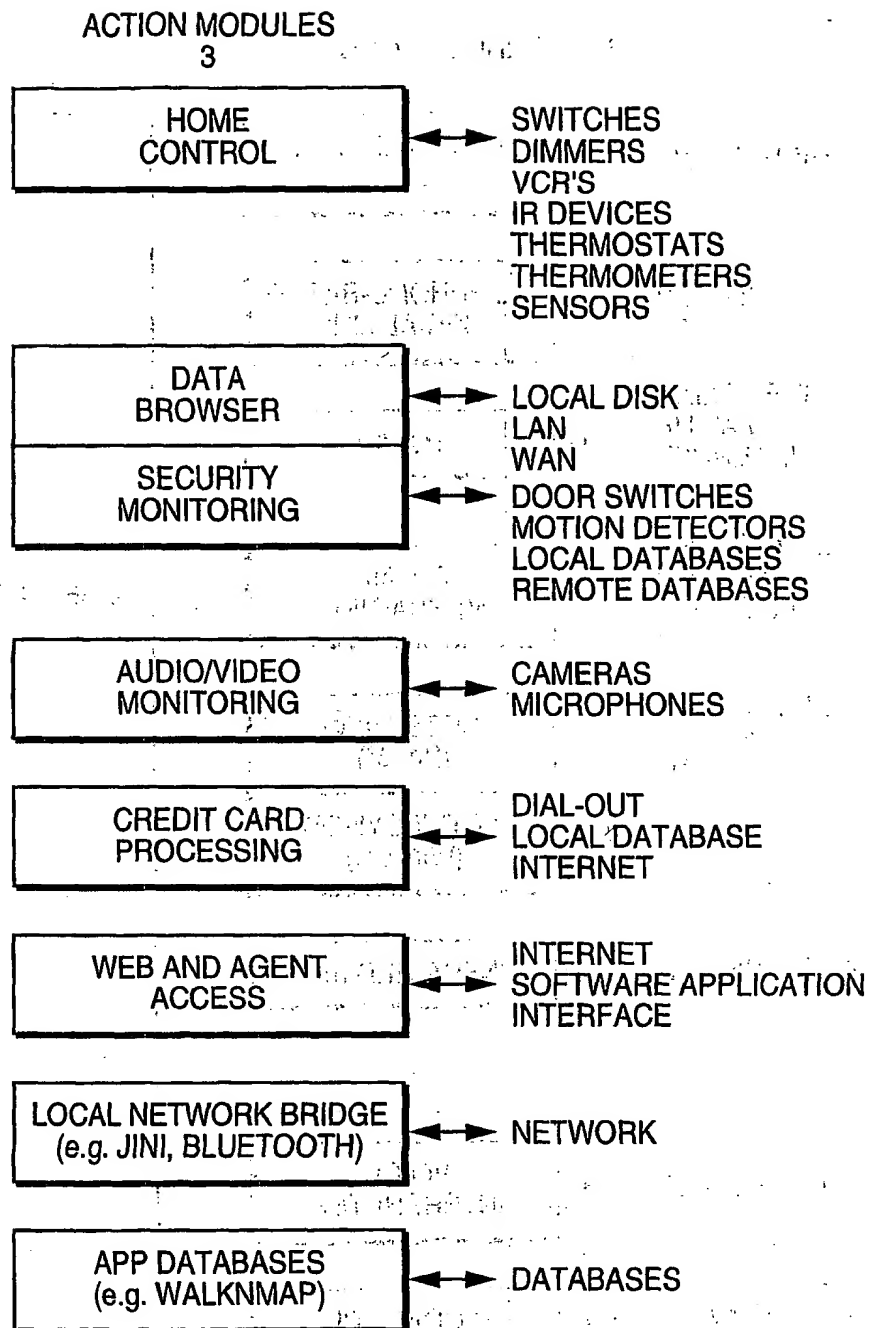 ACTION MODULES
3
HOME
CONTROL
SWITCHES
DIMMERS
VCR'S
IR DEVICES
THERMOSTATS
THERMOMETERS
SENSORS
DATA
BROWSER
LOCAL DISK
LAN
WAN
SECURITY
MONITORING
DOOR SWITCHES
MOTION DETECTORS
LOCAL DATABASES
REMOTE DATABASES
AUDIO/VIDEO
MONITORING
CAMERAS
MICROPHONES
CREDIT CARD
PROCESSING
DIAL-OUT
LOCAL DATABASE
INTERNET
WEB AND AGENT
ACCESS
INTERNET
SOFTWARE APPLICATION
INTERFACE
LOCAL NETWORK BRIDGE
(e.g. JINI, BLUETOOTH)
NETWORK
APP DATABASES
(e.g. WALKNMAP)
DATABASES